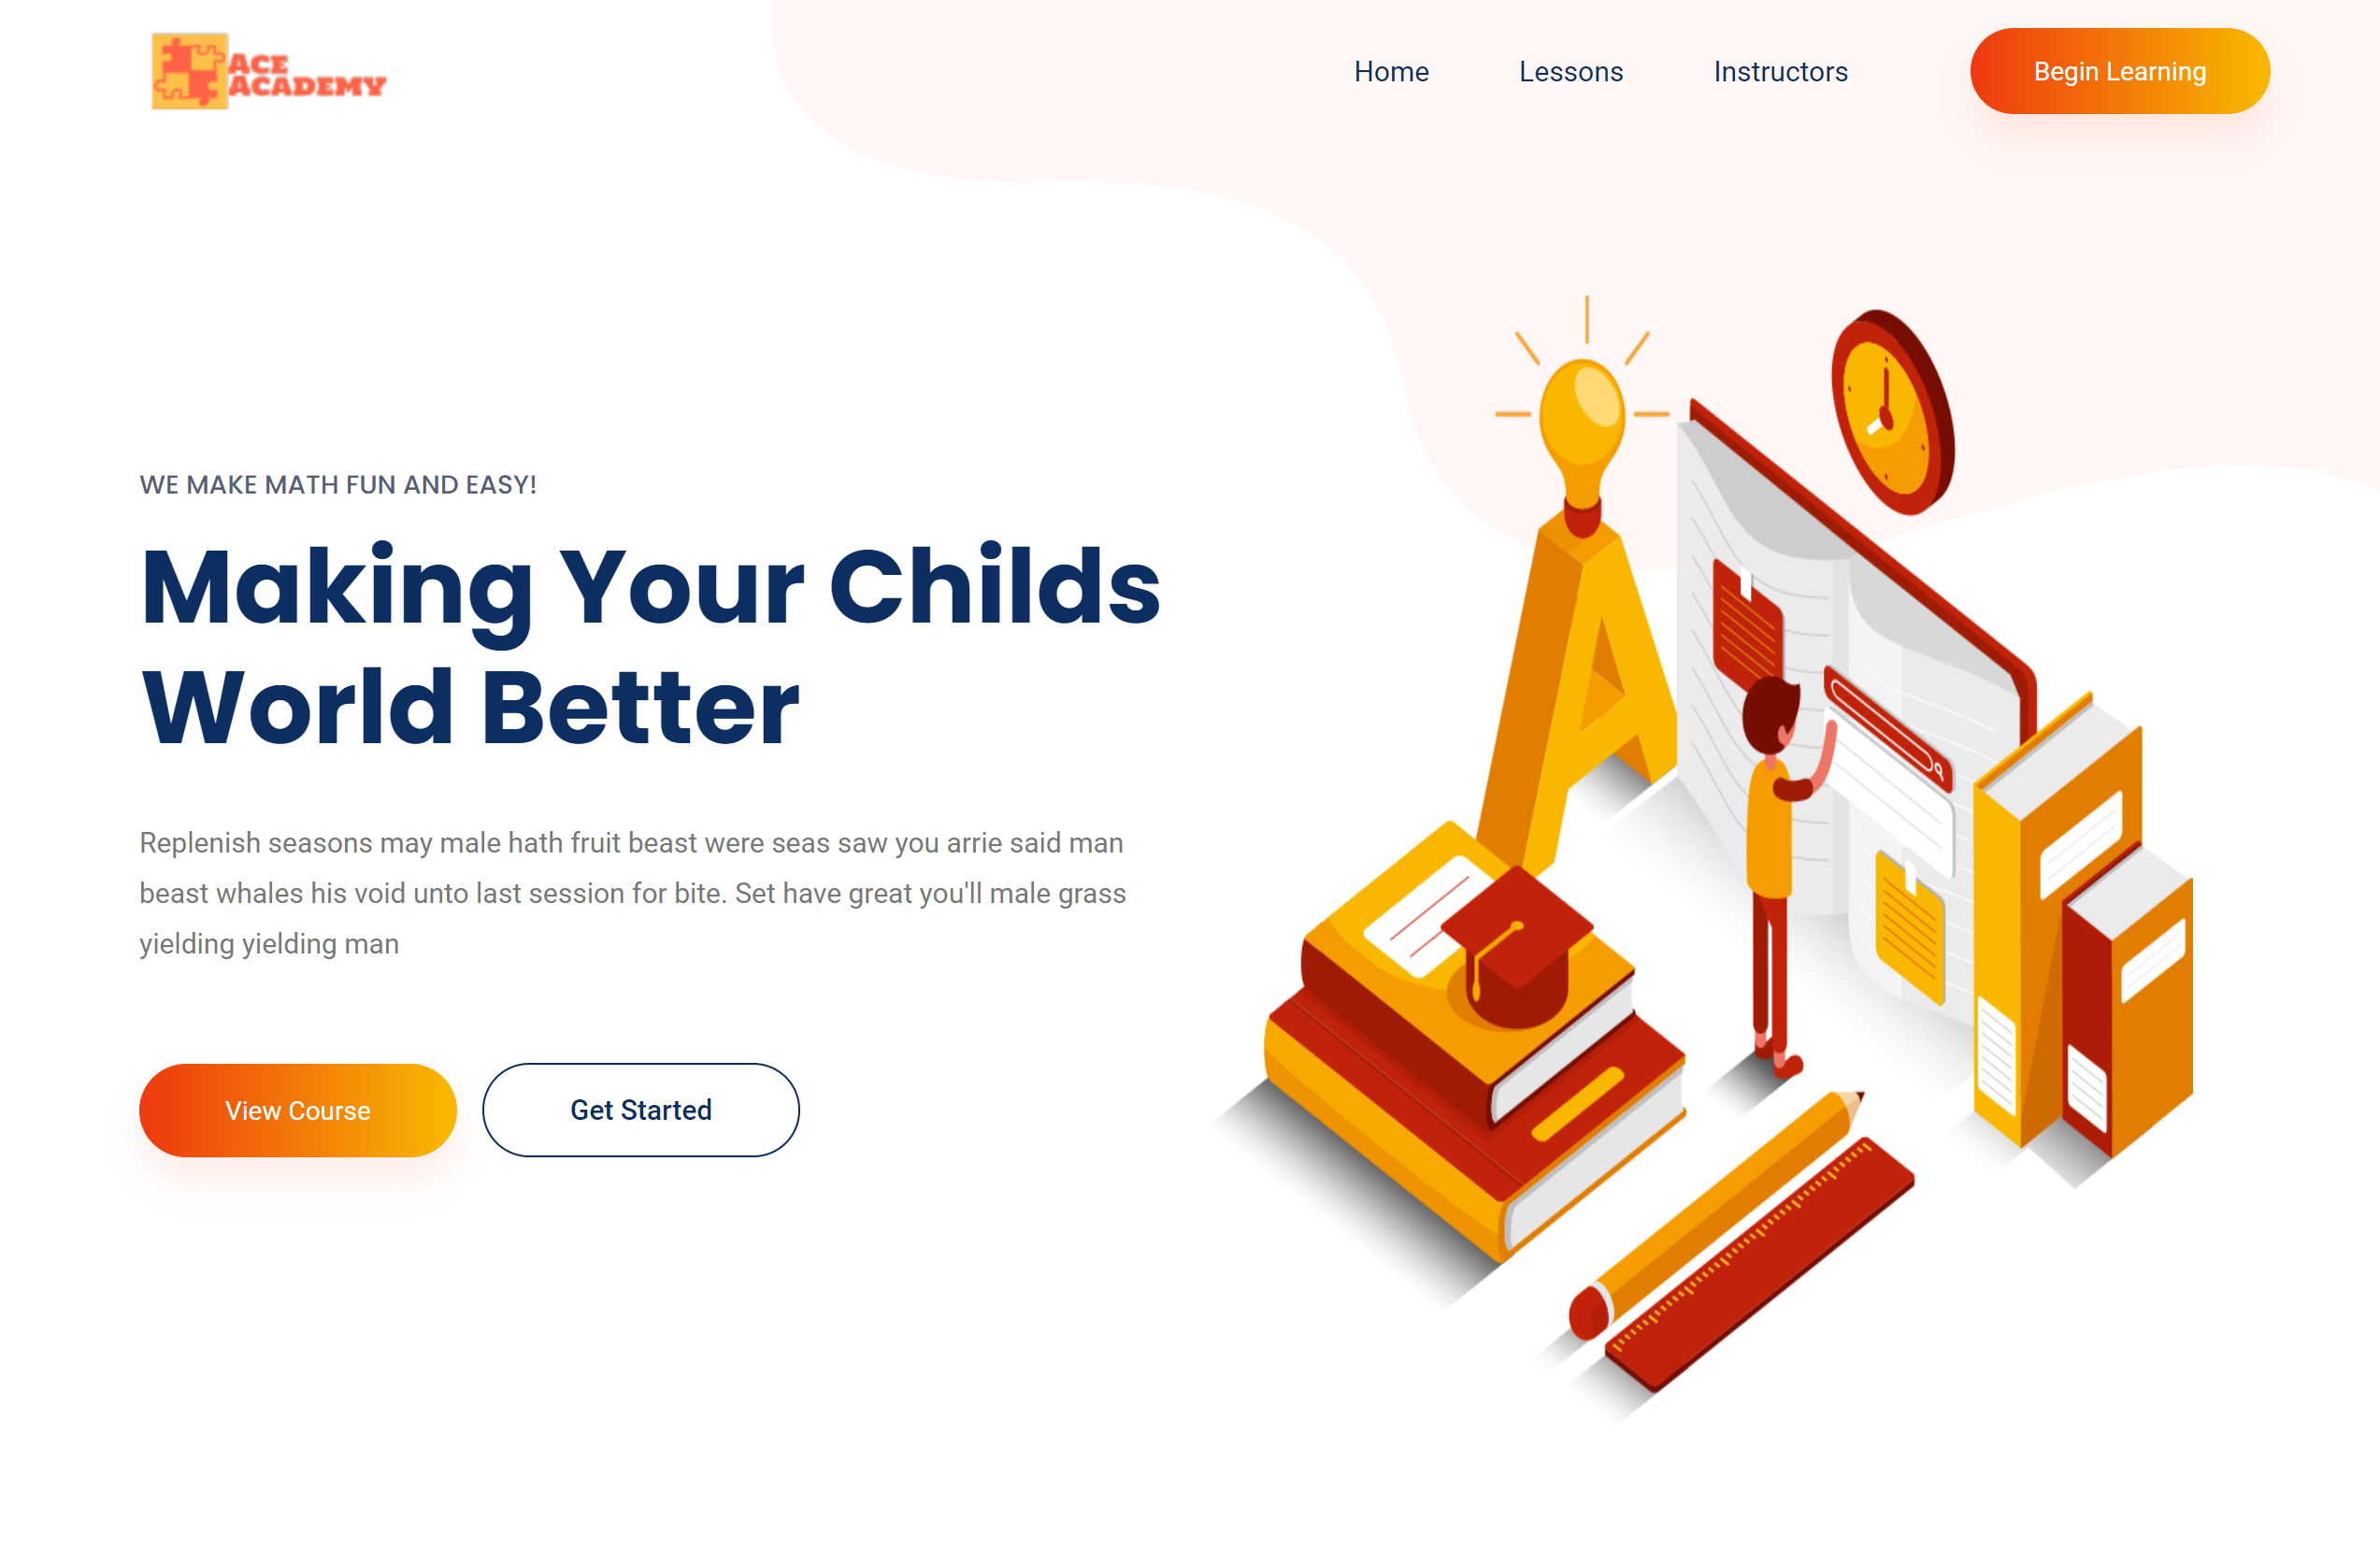 ACE
ACADEMY
Home
Lessons
Instructors
Begin Learning
WE MAKE MATH FUN AND EASY!
Making Your Childs
World Better
Replenish seasons may male hath fruit beast were seas saw you arrie said man
beast whales his void unto last session for bite. Set have great you'll male grass
yielding yielding man
View Course
Get Started